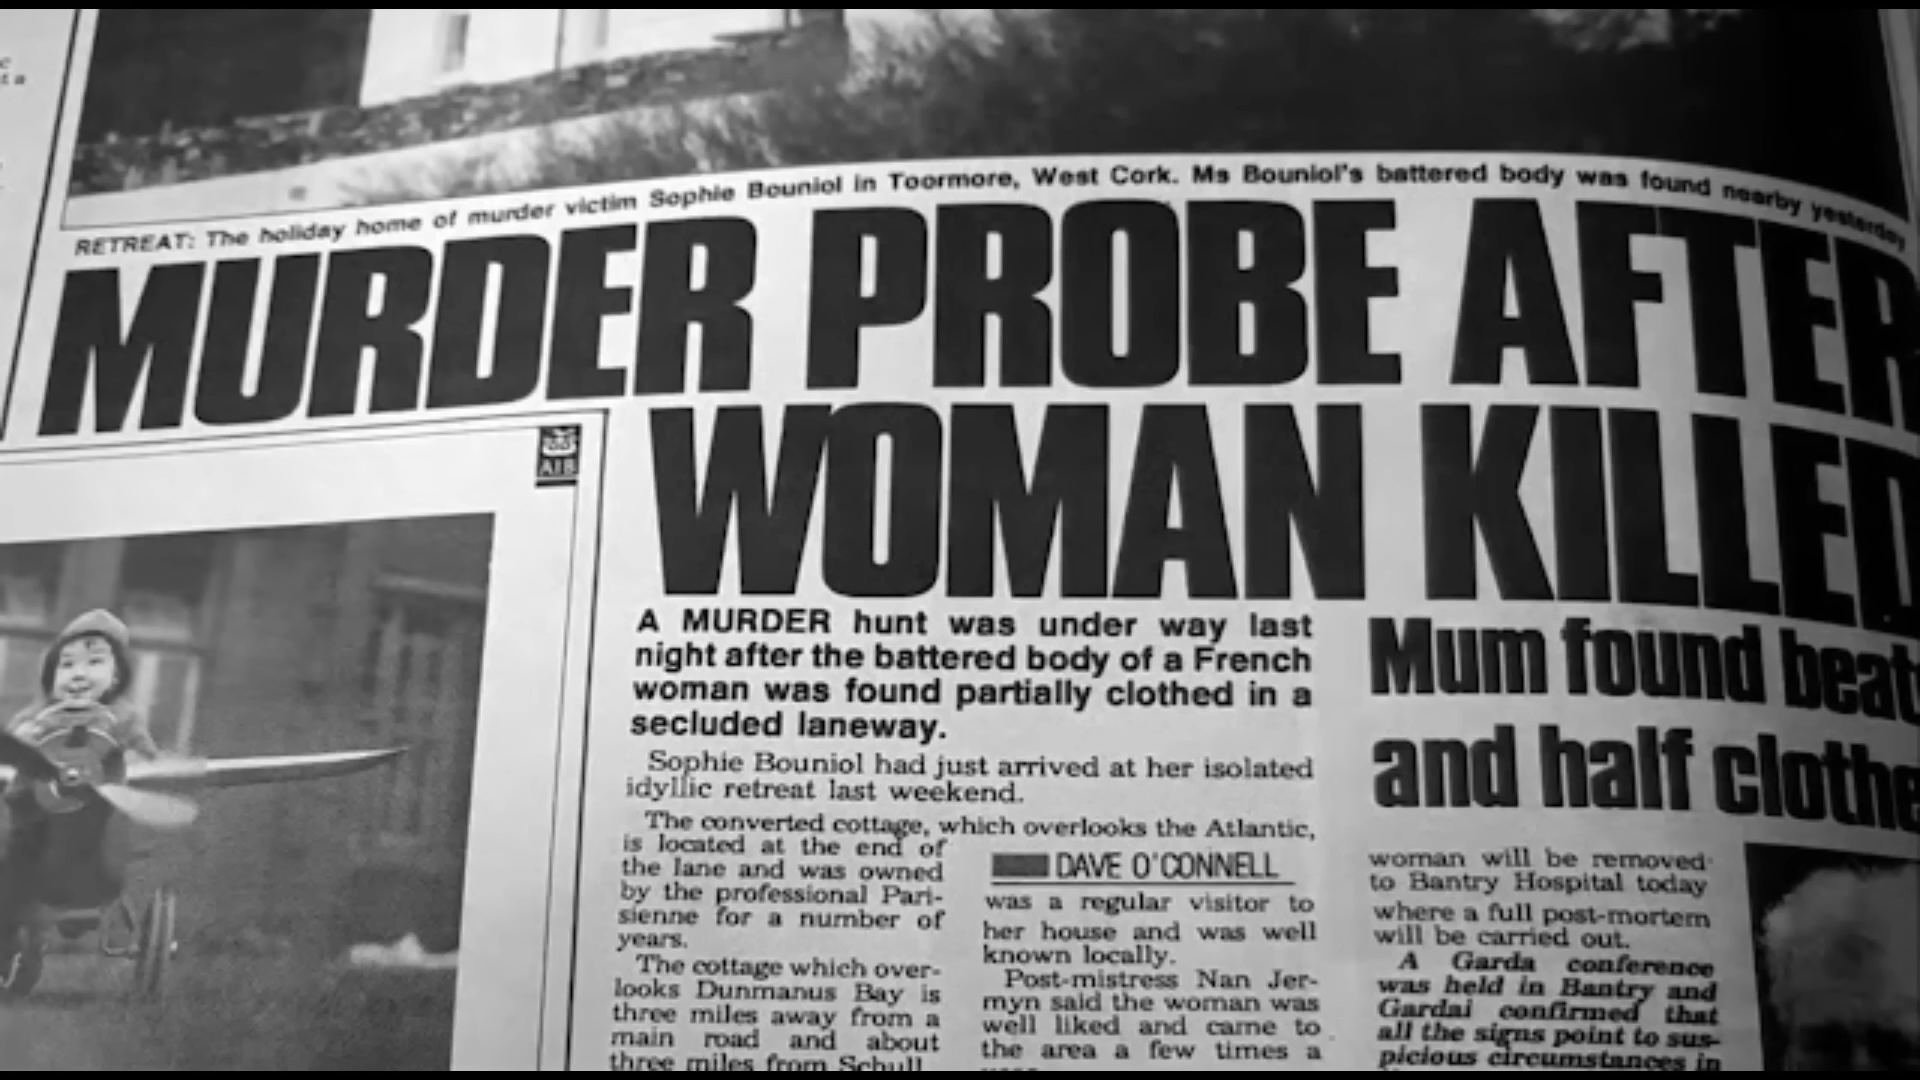 RETREAT: The holiday home of murder victim Sophie Bouniol in Toormore, West Cork. Ms Bouniol's battered body was found nearby yesterday
MURDER PROBE AFTER
WOMAN KILLED
AIB
A MURDER hunt was under way last
night after the battered body of a French
woman was found partially clothed in a
secluded laneway.
Sophie Bouniol had just arrived at her isolated
idyllic retreat last weekend.
The converted cottage, which overlooks the Atlantic,
is located at the end of
the lane and was owned
by the professional Pari-
sienne for a number of
years.
The cottage which over-
looks Dunmanus Bay is
three miles away from a
main road and about
three miles from Schull
DAVE O'CONNELL
was a regular visitor to
her house and was well
known locally.
Post-mistress Nan Jer-
myn said the woman was
well liked and came to
the area a few times a
Mum found beat
and half clothe
woman will be removed
to Bantry Hospital today
where a full post-mortem
will be carried out.
A Garda conference
was held in Bantry and
Gardai confirmed that
all the signs point to sus-
picious circumstances in